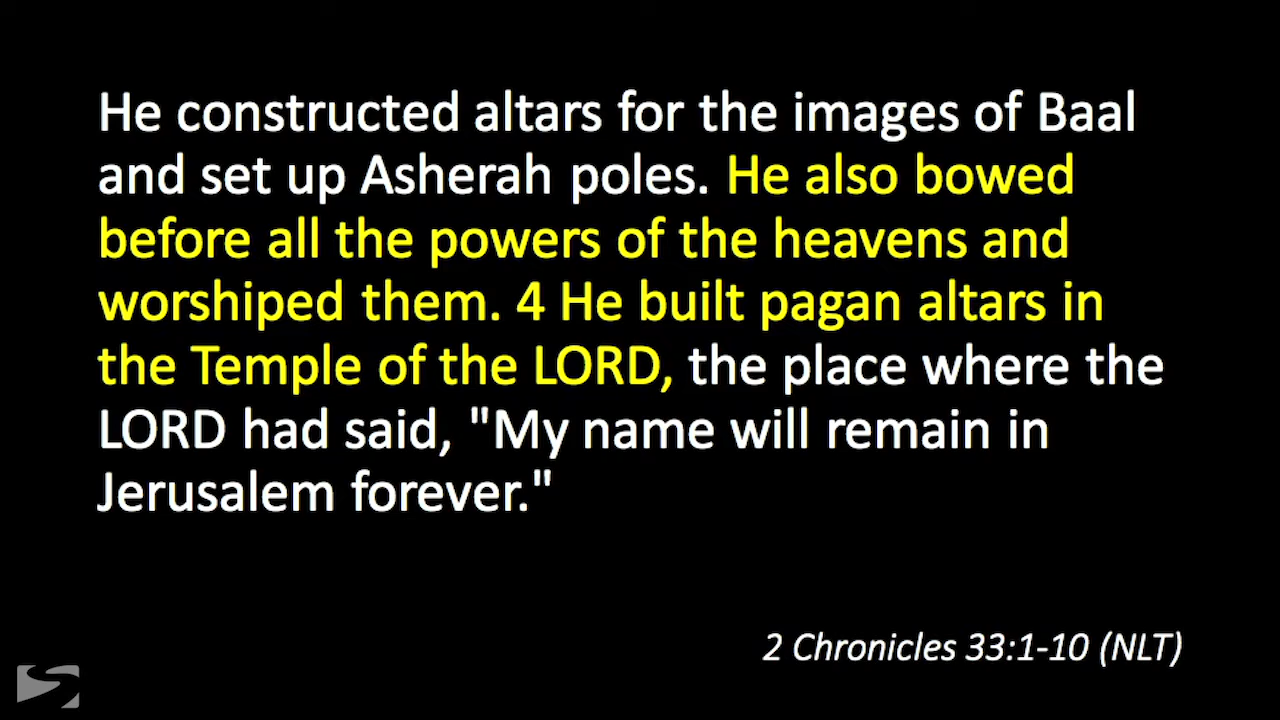 He constructed altars for the images of Baal
and set up Asherah poles. He also bowed
before all the powers of the heavens and
worshiped them. 4 He built pagan altars in
the Temple of the LORD, the place where the
LORD had said, "My name will remain in
Jerusalem forever."
2 Chronicles 33:1-10 (NLT)